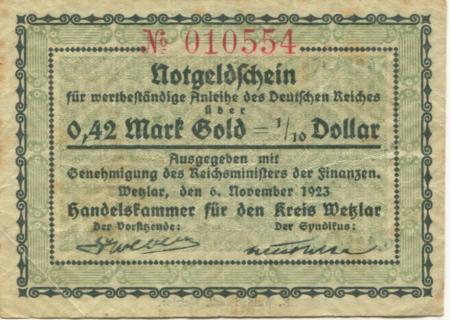 № 010554
Notgeldschein
für wertbeständige Anleihe des Deutschen Reiches
über
0,42 Mark Gold = 1/10 Dollar
Ausgegeben mit
Genehmigung des Reichsministers der Finanzen.
Wetzlar, den 6. November 1923
Handelskammer für den Kreis Wetzlar
Der Vorsitzende: Der Syndikus: